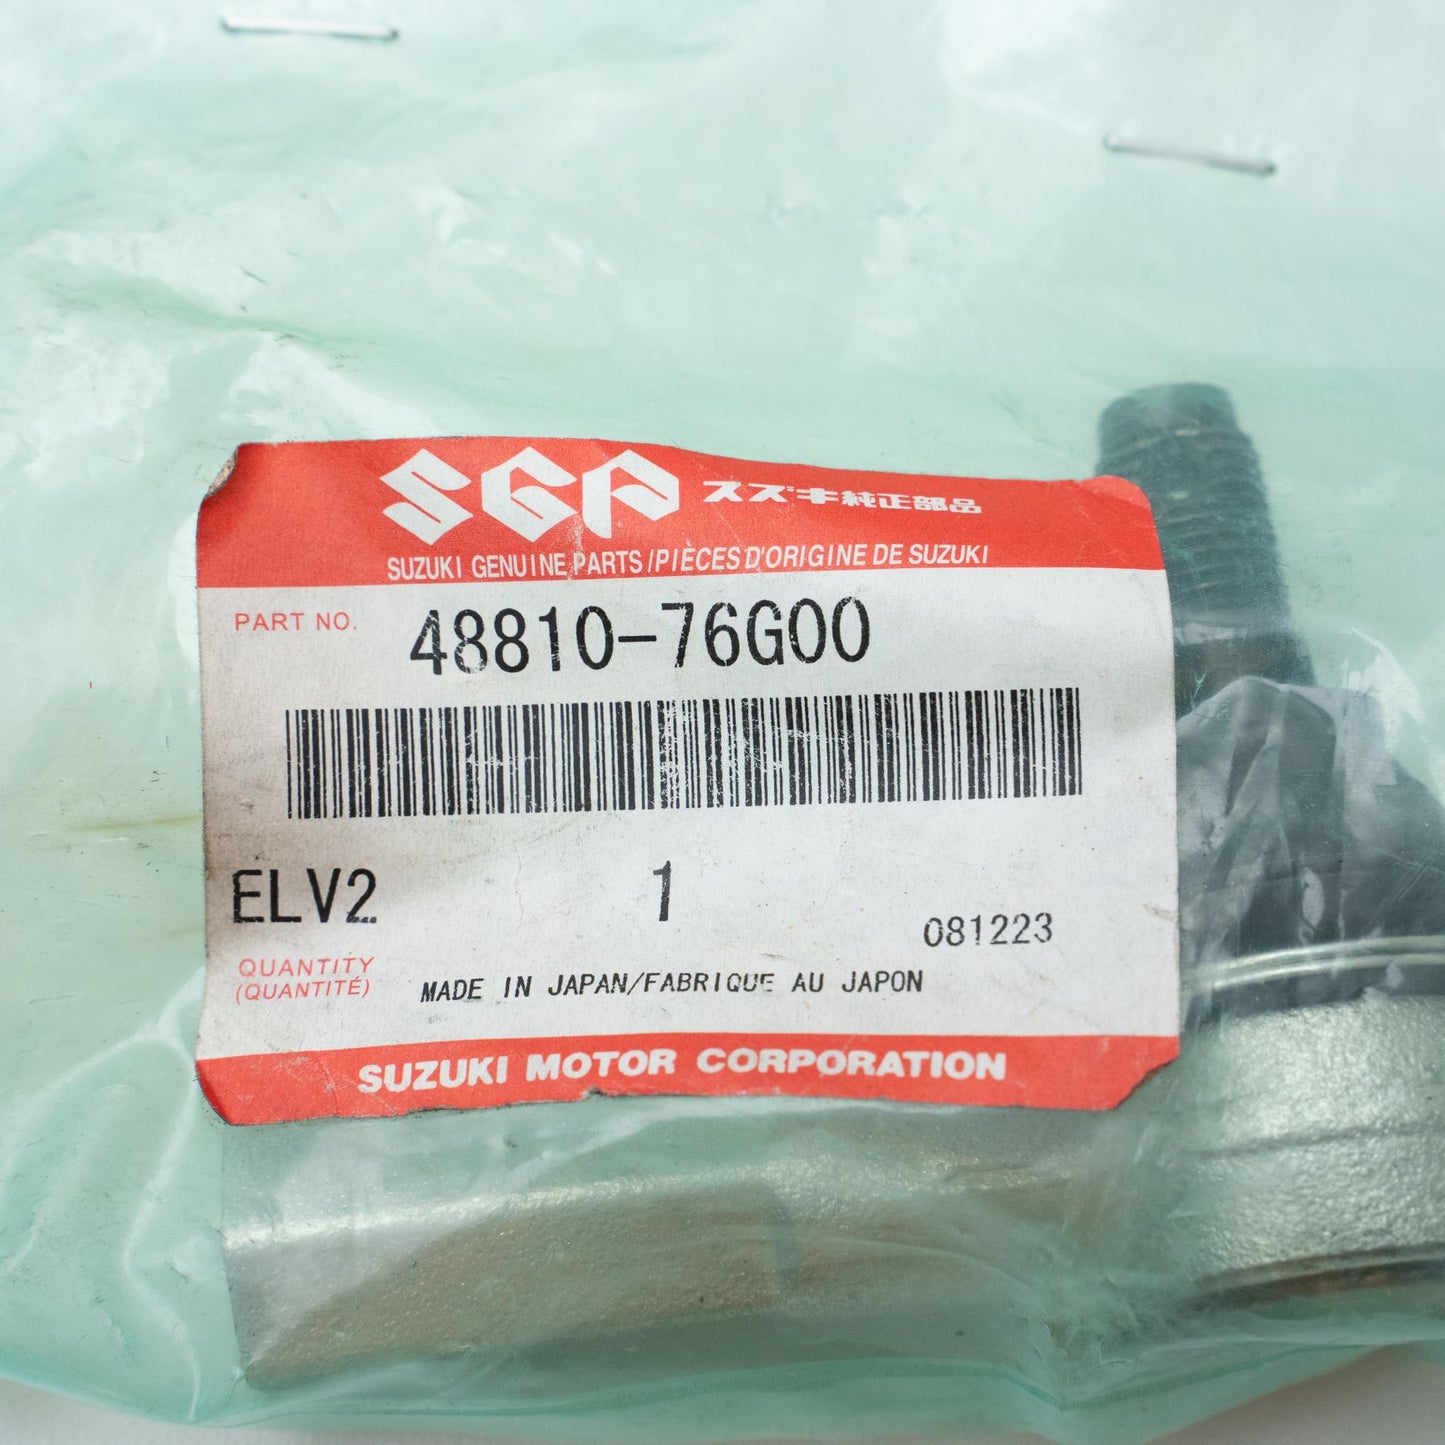 SGP スズキ純正部品
SUZUKI GENUINE PARTS/PIÈCES D'ORIGINE DE SUZUKI
PART NO. 48810-76G00
ELV2 1 081223
QUANTITY
(QUANTITÉ) MADE IN JAPAN/FABRIQUE AU JAPON
SUZUKI MOTOR CORPORATION